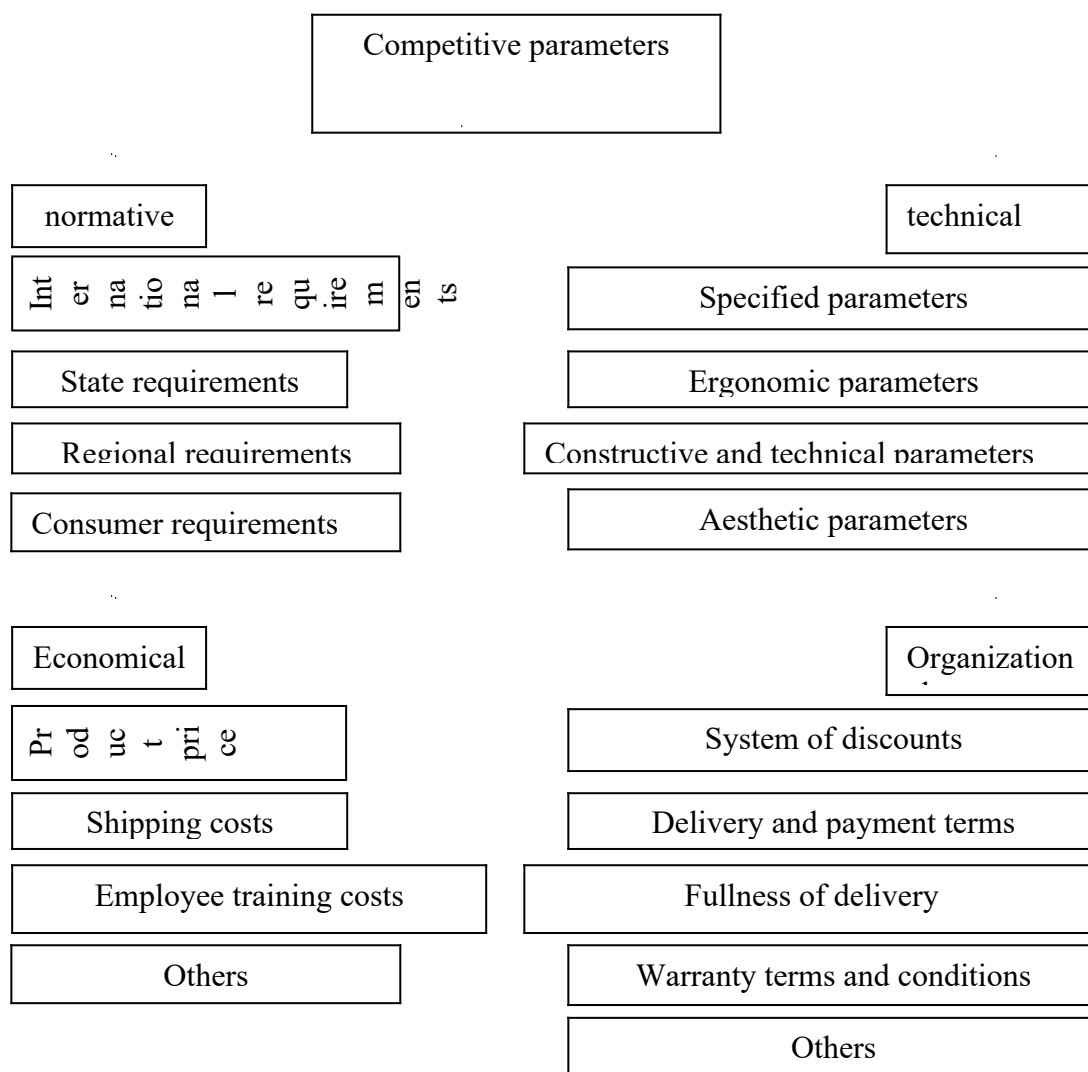 Competitive parameters
normative
technical
International requirements
Specified parameters
State requirements
Ergonomic parameters
Regional requirements
Constructive and technical parameters
Consumer requirements
Aesthetic parameters
Economical
Organization
Product price
System of discounts
Shipping costs
Delivery and payment terms
Employee training costs
Fullness of delivery
Others
Warranty terms and conditions
Others